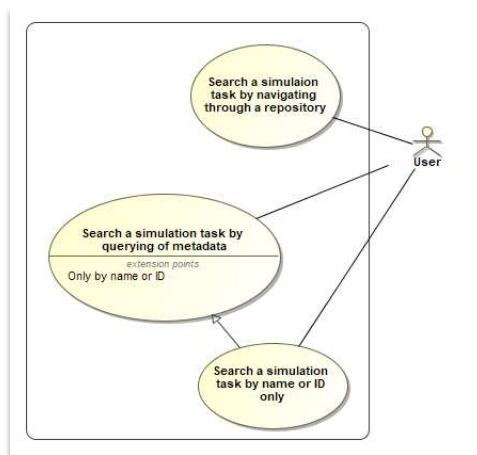 Search a simulaion
task by navigating
through a repository
User
Search a simulation task by
querying of metadata
extension points
Only by name or ID
Search a simulation
task by name or ID
only